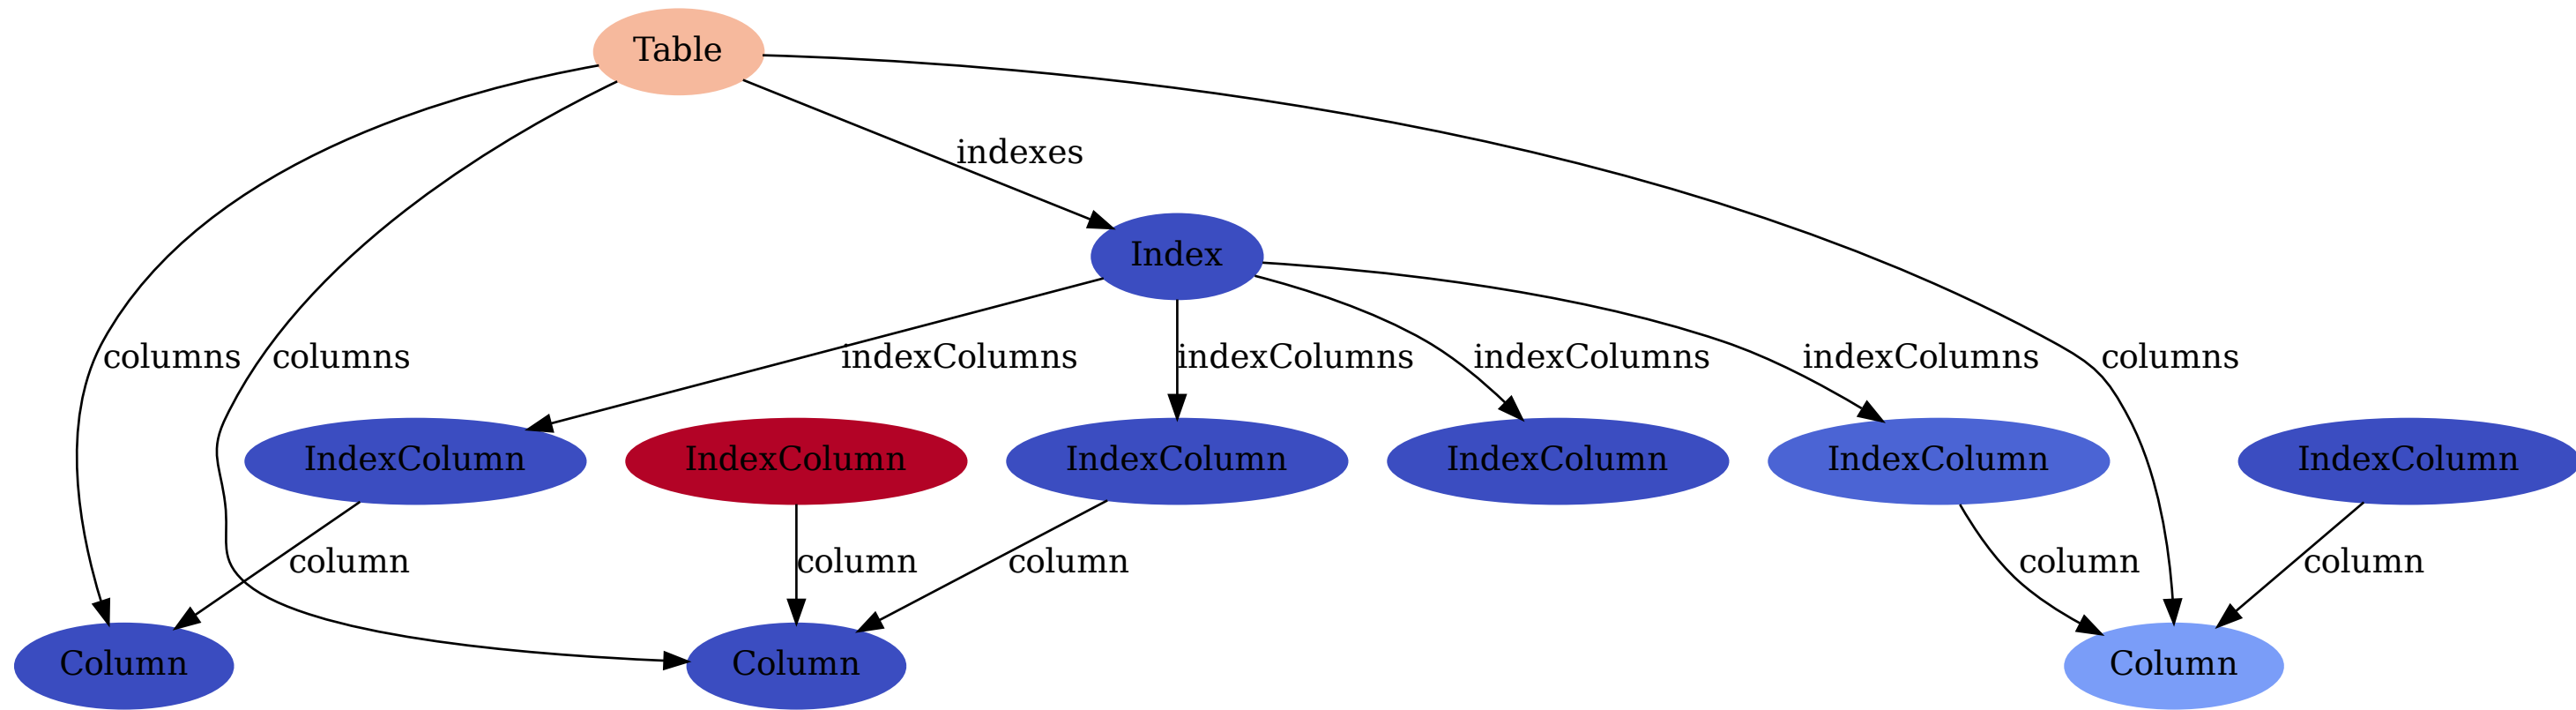 Table
indexes
Index
columns columns indexColumns indexColumns indexColumns indexColumns columns
IndexColumn IndexColumn IndexColumn IndexColumn IndexColumn IndexColumn
column column column column column
Column Column Column